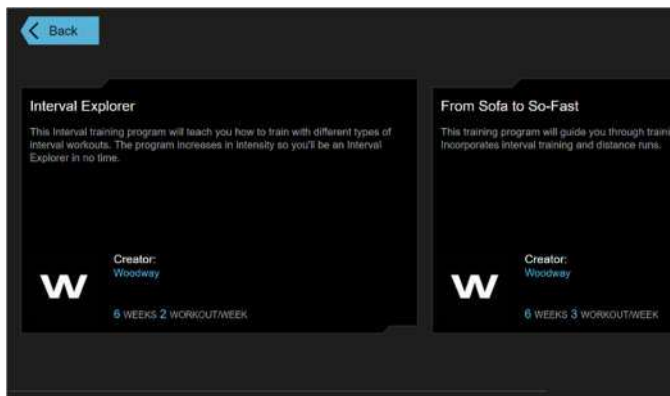 Back
Interval Explorer
This Interval training program will teach you how to train with different types of
interval workouts. The program increases in intensity so you'll be an Interval
Explorer in no time.
Creator:
Woodway
W
6 WEEKS 2 WORKOUT/WEEK
From Sofa to So-Fast
This training program will guide you through train
Incorporates interval training and distance runs.
Creator:
Woodway
W
6 WEEKS 3 WORKOUT/WEEK